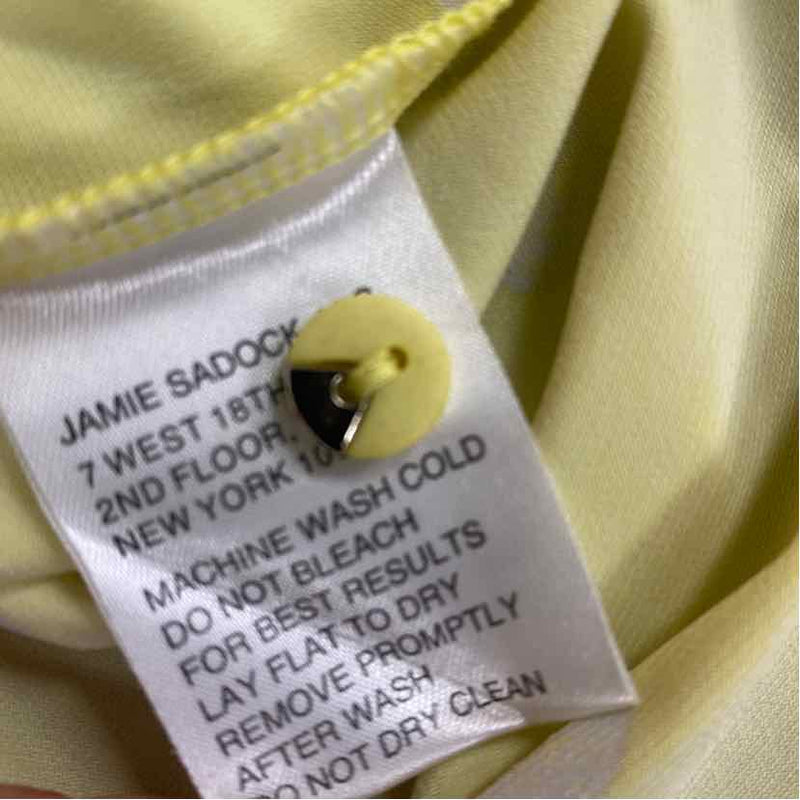 JAMIE SADOCK
7 WEST 18TH
2ND FLOOR,
NEW YORK
MACHINE WASH COLD
DO NOT BLEACH
FOR BEST RESULTS
LAY FLAT TO DRY
REMOVE PROMPTLY
AFTER WASH
DO NOT DRY CLEAN